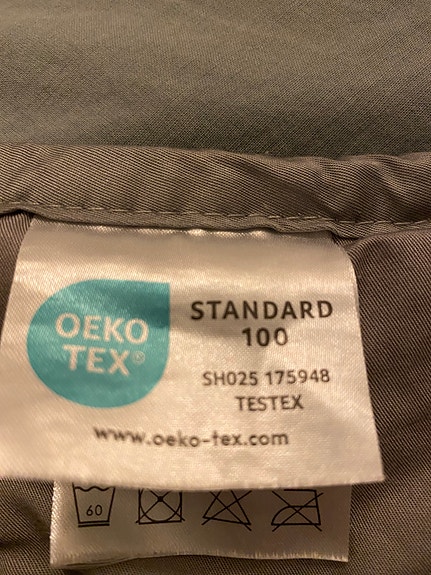 OEKO
TEX®
STANDARD
100
SH025 175948
TESTEX
www.oeko-tex.com
60